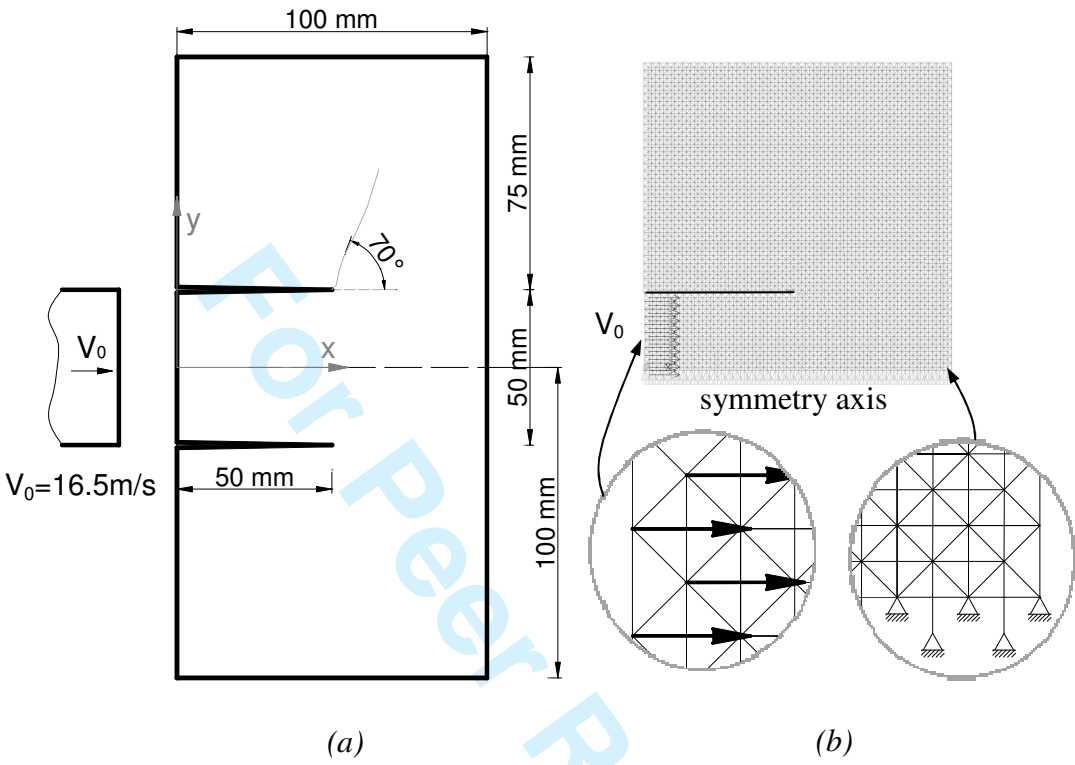 100 mm
75 mm
y
70°
V₀
x
50 mm
V₀=16.5m/s
50 mm
100 mm
V₀
symmetry axis
For Peer R
(a)
(b)